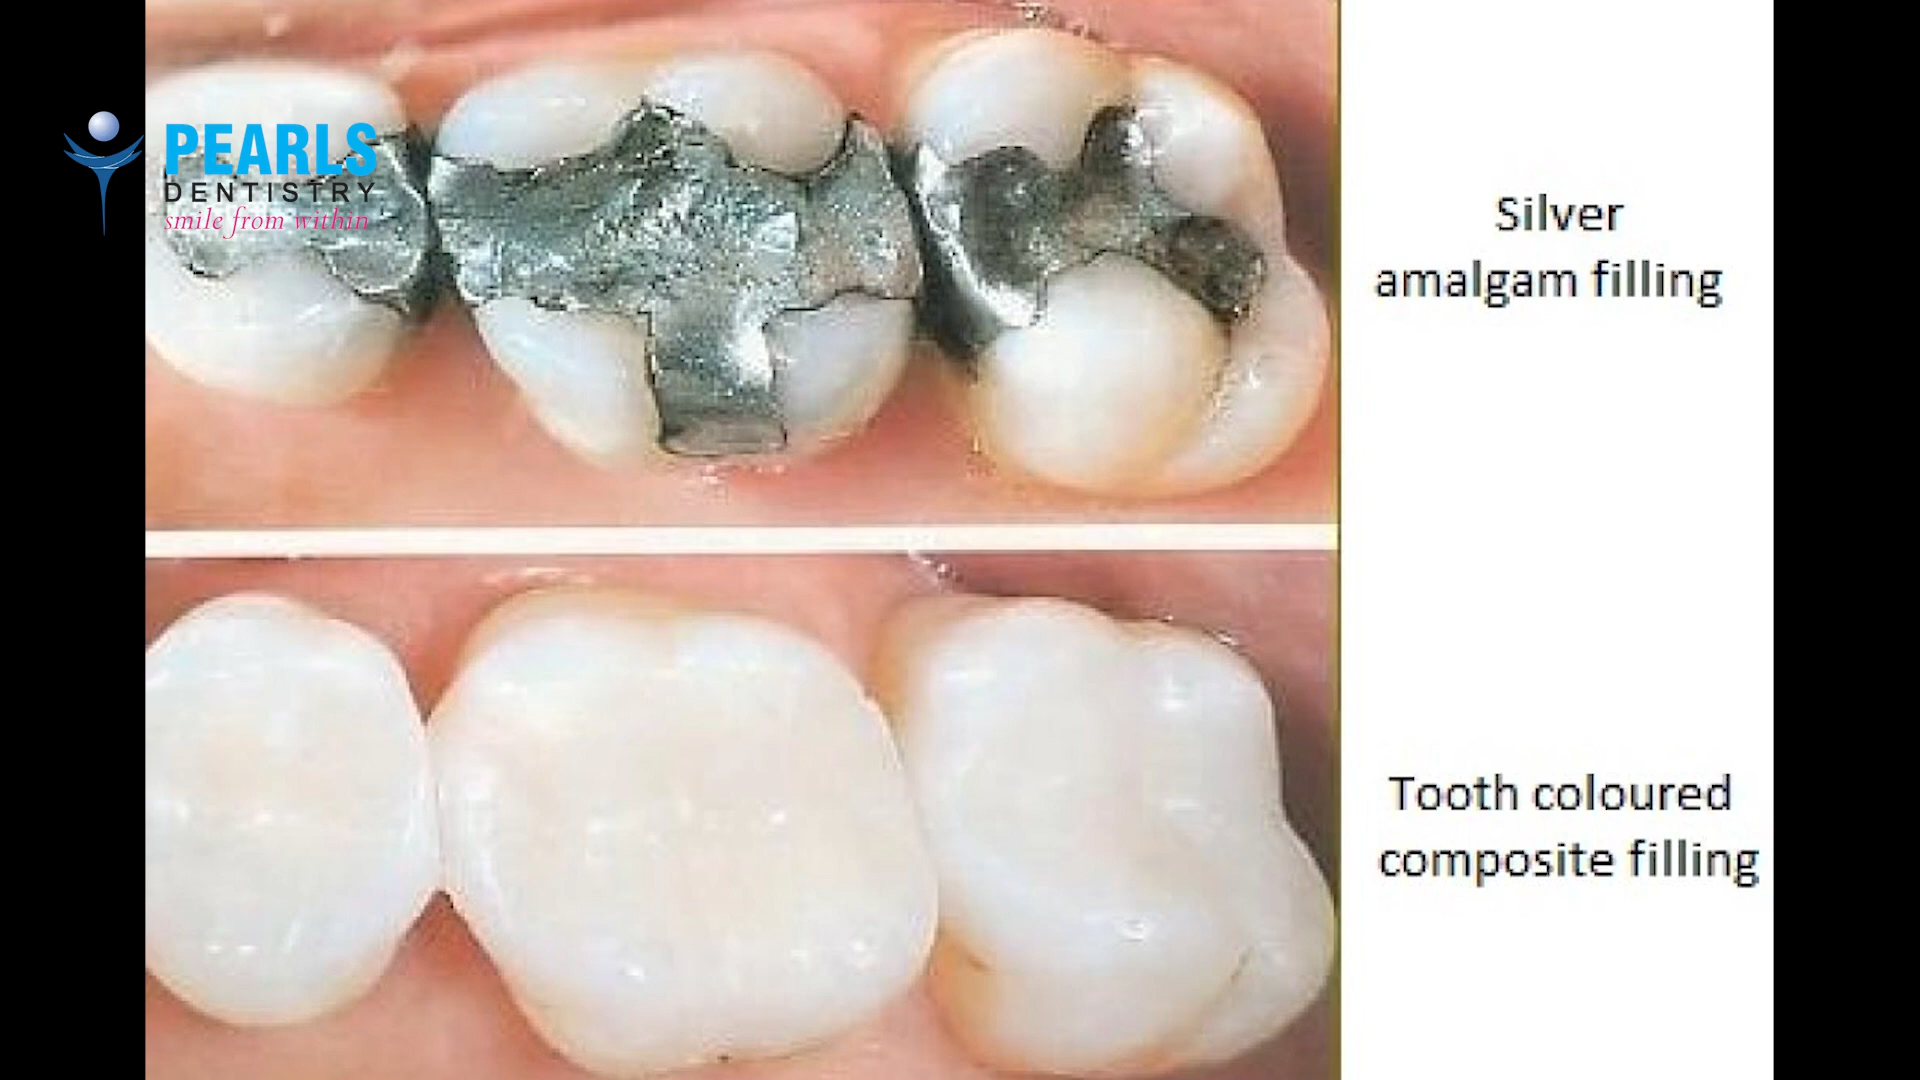 PEARLS
DENTISTRY
smile from within
Silver
amalgam filling
Tooth coloured
composite filling